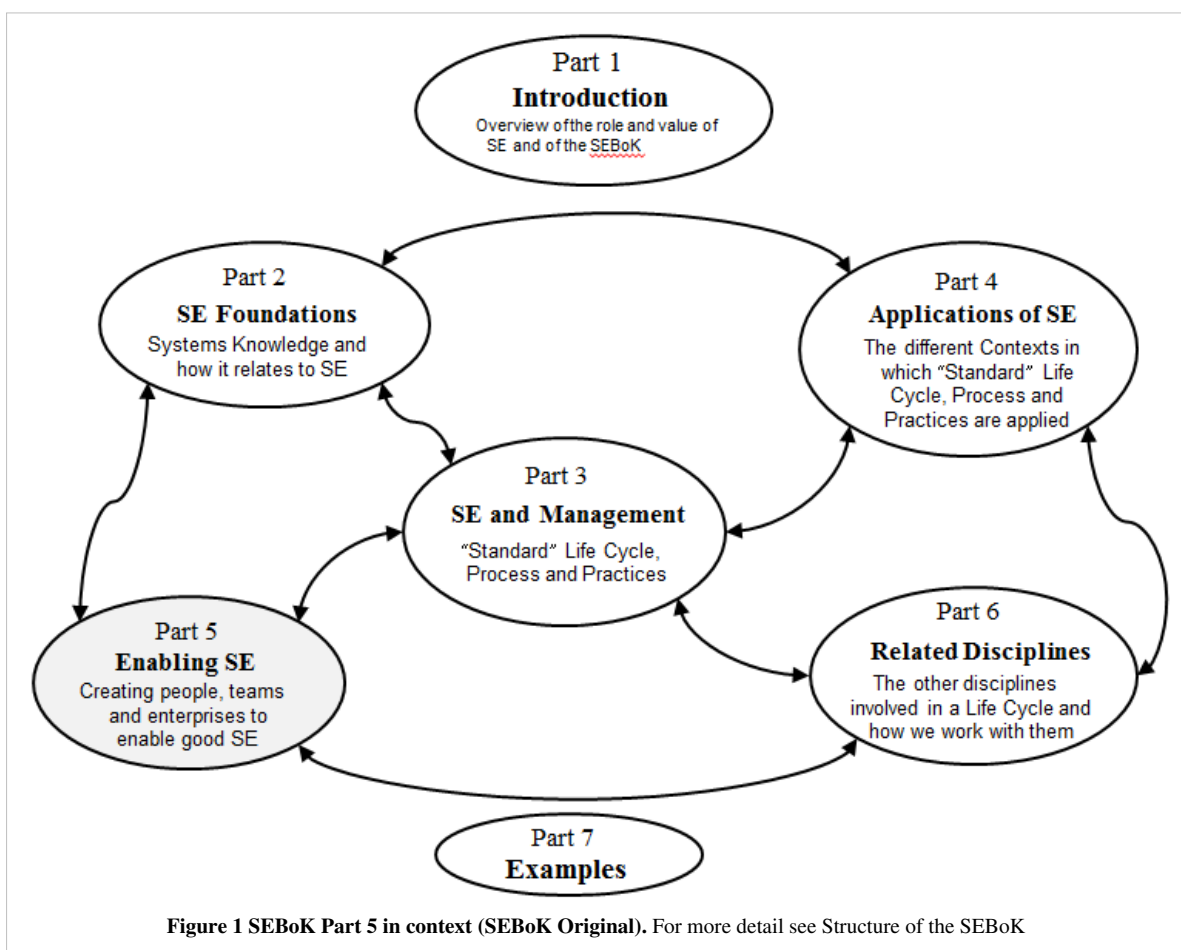 Part 1
Introduction
Overview of the role and value of
SE and of the SEBoK
Part 2
SE Foundations
Systems Knowledge and
how it relates to SE
Part 4
Applications of SE
The different Contexts in
which “Standard” Life
Cycle, Process and
Practices are applied
Part 3
SE and Management
“Standard” Life Cycle,
Process and Practices
Part 5
Enabling SE
Creating people, teams
and enterprises to
enable good SE
Part 6
Related Disciplines
The other disciplines
involved in a Life Cycle and
how we work with them
Part 7
Examples
Figure 1 SEBoK Part 5 in context (SEBoK Original). For more detail see Structure of the SEBoK